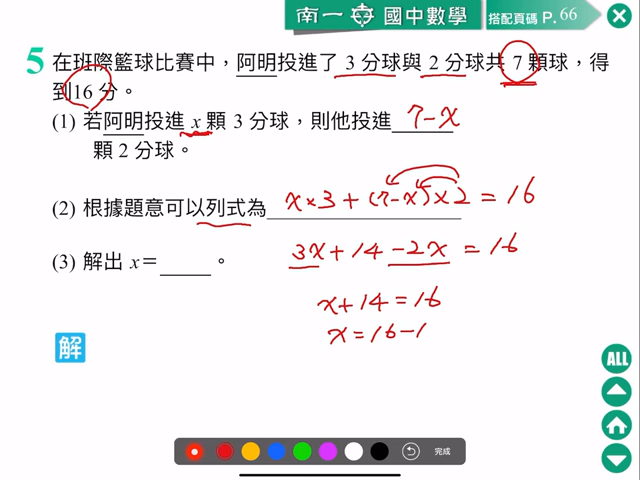 南一 國中數學 搭配頁碼 P. 66
5 在班際籃球比賽中，阿明投進了 3 分球與 2 分球共 7 顆球，得
到 16 分。
(1) 若阿明投進 x 顆 3 分球，則他投進 7-x
顆 2 分球。
(2) 根據題意可以列式為 x×3+(7-x)×2=16
3x+14-2x=16
(3) 解出 x=____。
x+14=16
x=16-1
解
ALL
完成